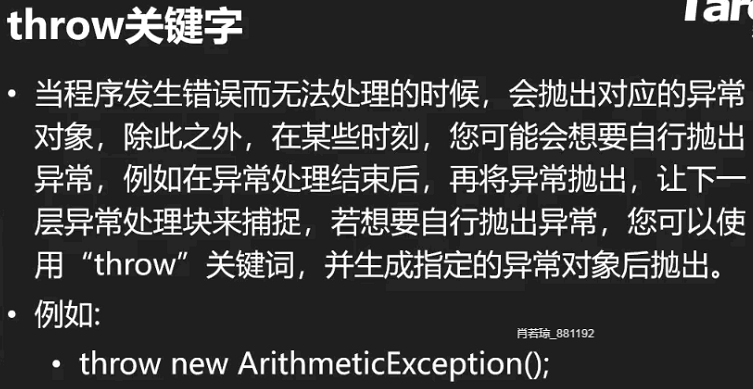 throw关键字
• 当程序发生错误而无法处理的时候，会抛出对应的异常
对象，除此之外，在某些时刻，您可能会想要自行抛出
异常，例如在异常处理结束后，再将异常抛出，让下一
层异常处理块来捕捉，若想要自行抛出异常，您可以使
用“throw”关键词，并生成指定的异常对象后抛出。
• 例如:
肖若琼_881192
• throw new ArithmeticException();